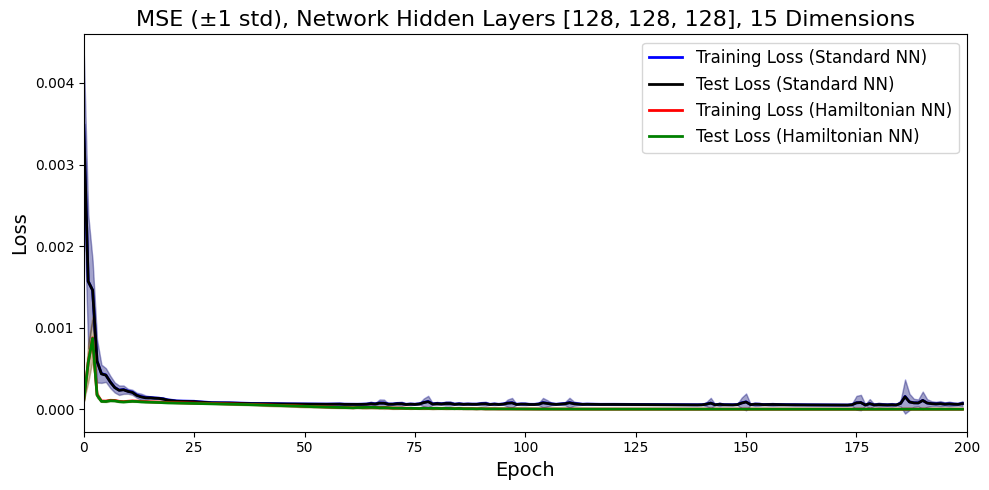 MSE (±1 std), Network Hidden Layers [128, 128, 128], 15 Dimensions
Training Loss (Standard NN)
Test Loss (Standard NN)
Training Loss (Hamiltonian NN)
Test Loss (Hamiltonian NN)
Loss
0.004
0.003
0.002
0.001
0.000
0 25 50 75 100 125 150 175 200
Epoch